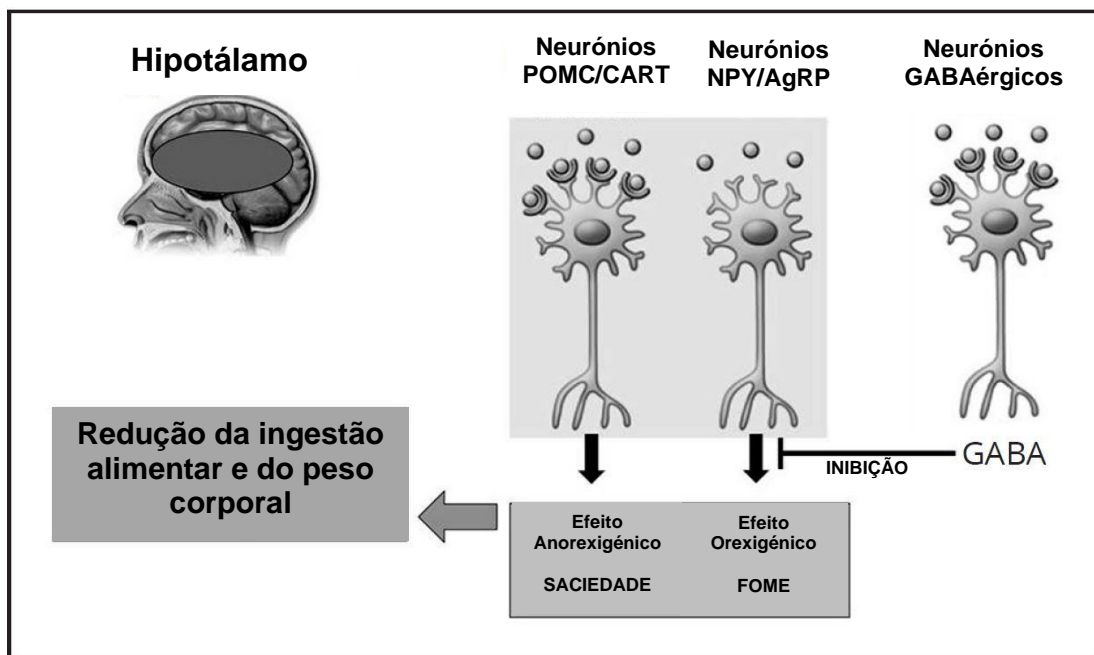 Hipotálamo
Neurónios
POMC/CART
Neurónios
NPY/AgRP
Neurónios
GABAérgicos
Redução da ingestão
alimentar e do peso
corporal
INIBIÇÃO
GABA
Efeito
Anorexigénico
SACIEDADE
Efeito
Orexigénico
FOME